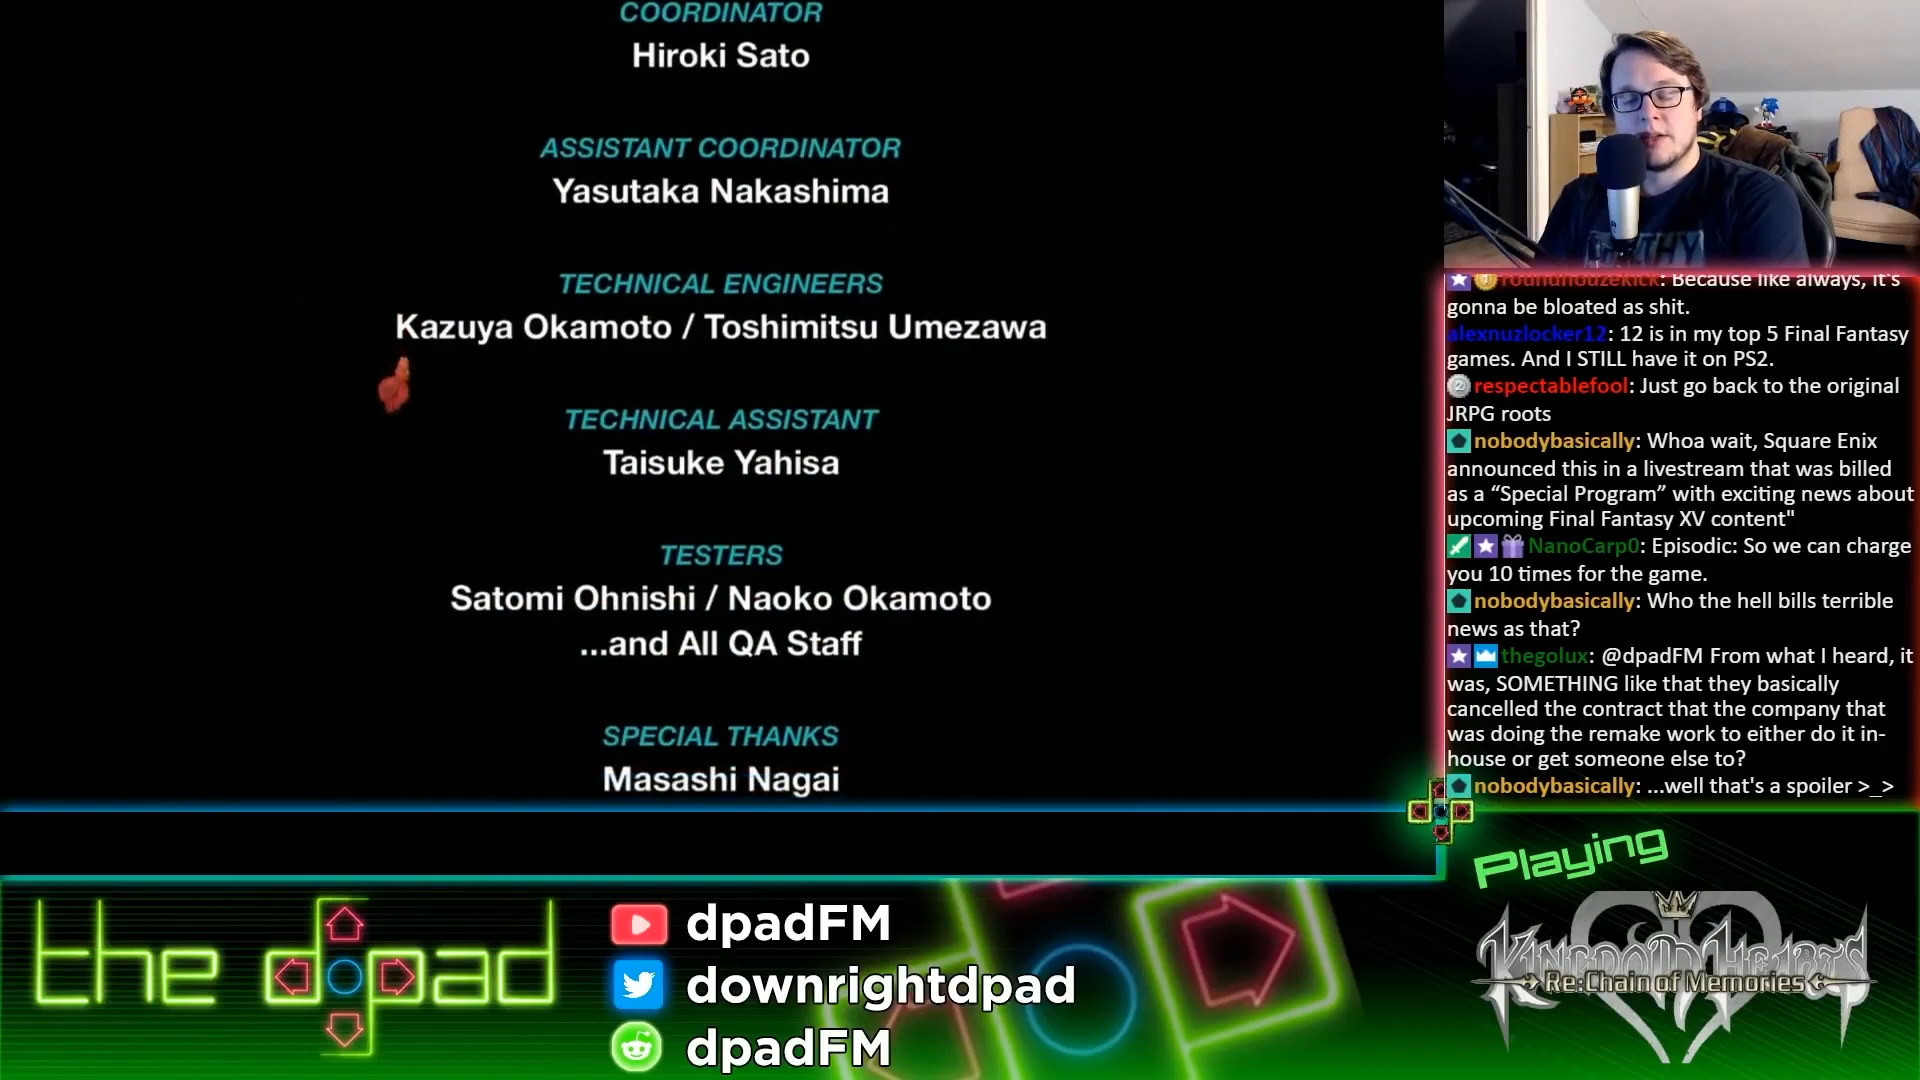 COORDINATOR
Hiroki Sato
ASSISTANT COORDINATOR
Yasutaka Nakashima
TECHNICAL ENGINEERS
Kazuya Okamoto / Toshimitsu Umezawa
TECHNICAL ASSISTANT
Taisuke Yahisa
TESTERS
Satomi Ohnishi / Naoko Okamoto
...and All QA Staff
SPECIAL THANKS
Masashi Nagai
roundhouzekick: Because like always, it's
gonna be bloated as shit.
alexnuzlocker12: 12 is in my top 5 Final Fantasy
games. And I STILL have it on PS2.
2 respectablefool: Just go back to the original
JRPG roots
nobodybasically: Whoa wait, Square Enix
announced this in a livestream that was billed
as a “Special Program” with exciting news about
upcoming Final Fantasy XV content"
NanoCarp0: Episodic: So we can charge
you 10 times for the game.
nobodybasically: Who the hell bills terrible
news as that?
thegolux: @dpadFM From what I heard, it
was, SOMETHING like that they basically
cancelled the contract that the company that
was doing the remake work to either do it in-
house or get someone else to?
nobodybasically: ...well that's a spoiler >_>
the dpad
dpadFM
downrightdpad
dpadFM
Playing
KINGDOM HEARTS
Re:Chain of Memories